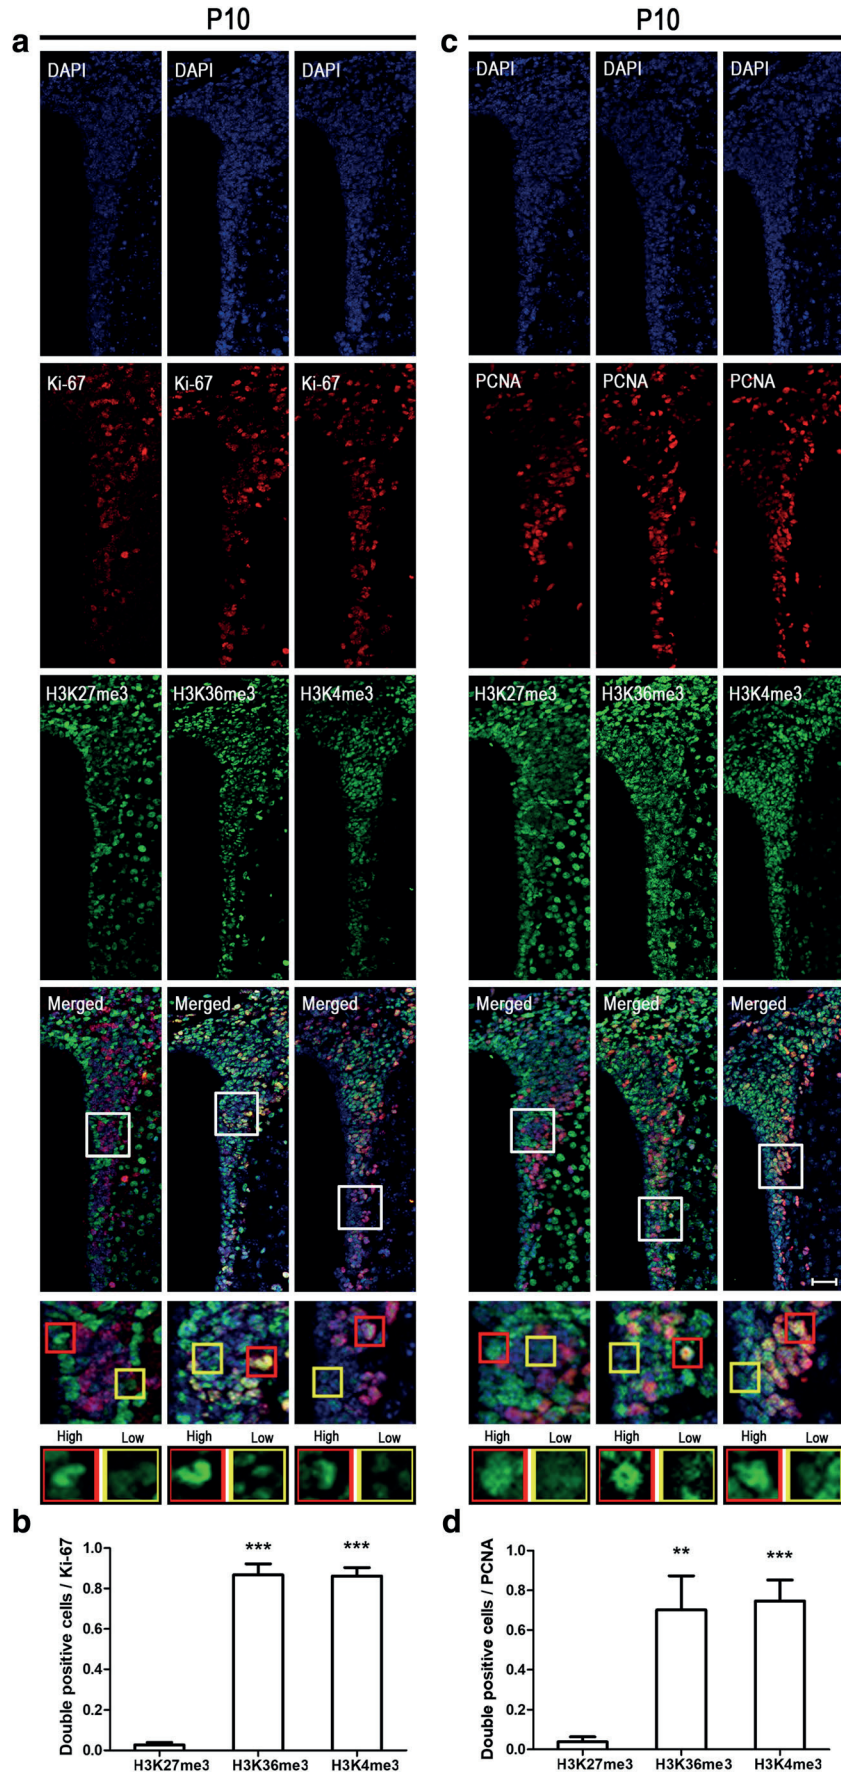 P10
P10
a
c
DAPI DAPI DAPI
DAPI DAPI DAPI
Ki-67 Ki-67 Ki-67
PCNA PCNA PCNA
H3K27me3 H3K36me3 H3K4me3
H3K27me3 H3K36me3 H3K4me3
Merged Merged Merged
Merged Merged Merged
High Low High Low High Low
High Low High Low High Low
b
Double positive cells / Ki-67
1.0
0.8
0.6
0.4
0.2
0.0
*** ***
H3K27me3 H3K36me3 H3K4me3
d
Double positive cells / PCNA
1.0
0.8
0.6
0.4
0.2
0.0
** ***
H3K27me3 H3K36me3 H3K4me3